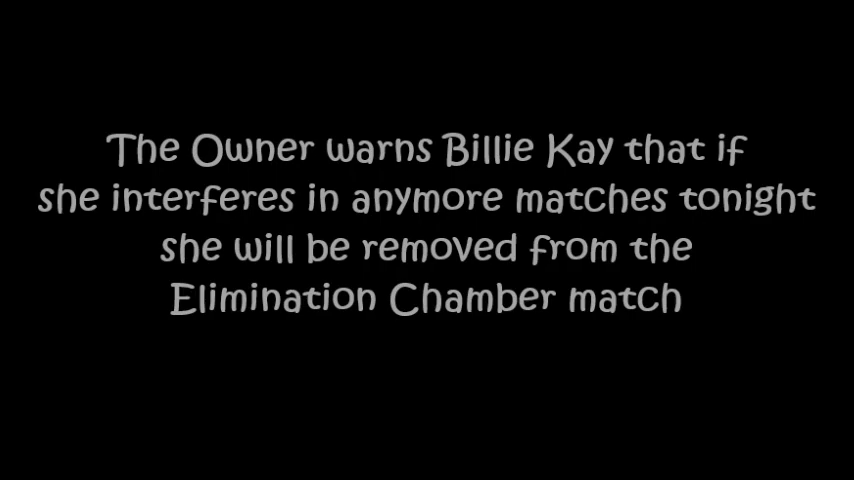 The Owner warns Billie Kay that if
she interferes in anymore matches tonight
she will be removed from the
Elimination Chamber match